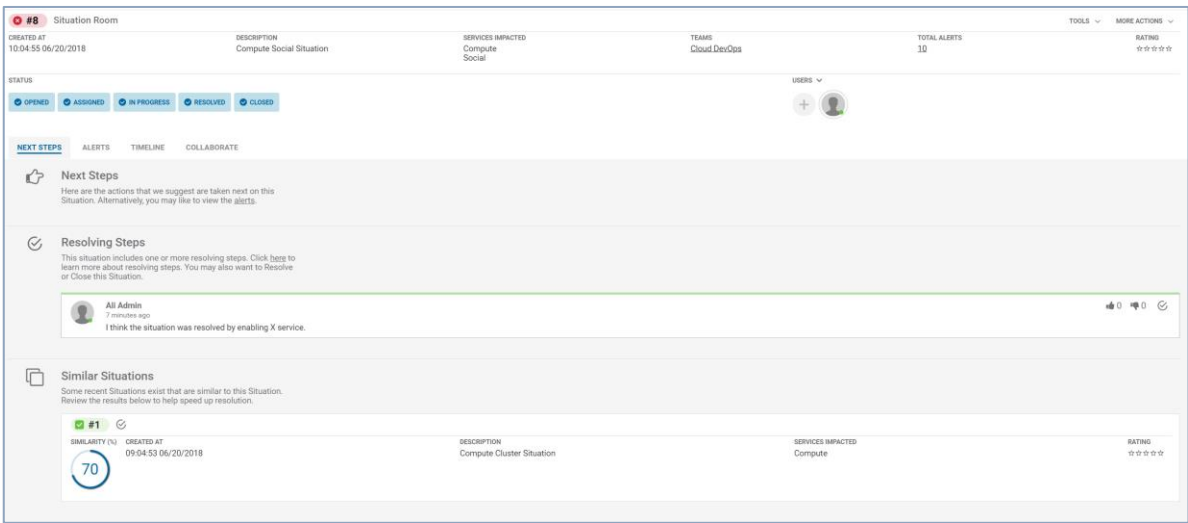 #8 Situation Room TOOLS MORE ACTIONS
CREATED AT DESCRIPTION SERVICES IMPACTED TEAMS TOTAL ALERTS RATING
10:04:55 06/20/2018 Compute Social Situation Compute Cloud DevOps 10
Social
STATUS USERS
OPENED ASSIGNED IN PROGRESS RESOLVED CLOSED
NEXT STEPS ALERTS TIMELINE COLLABORATE
Next Steps
Here are the actions that we suggest are taken next on this
Situation. Alternatively, you may like to view the alerts.
Resolving Steps
This situation includes one or more resolving steps. Click here to
learn more about resolving steps. You may also want to Resolve
or Close this Situation.
All Admin 0 0
7 minutes ago
I think the situation was resolved by enabling X service.
Similar Situations
Some recent Situations exist that are similar to this Situation.
Review the results below to help speed up resolution.
#1
SIMILARITY (%) CREATED AT DESCRIPTION SERVICES IMPACTED RATING
09:04:53 06/20/2018 Compute Cluster Situation Compute
70